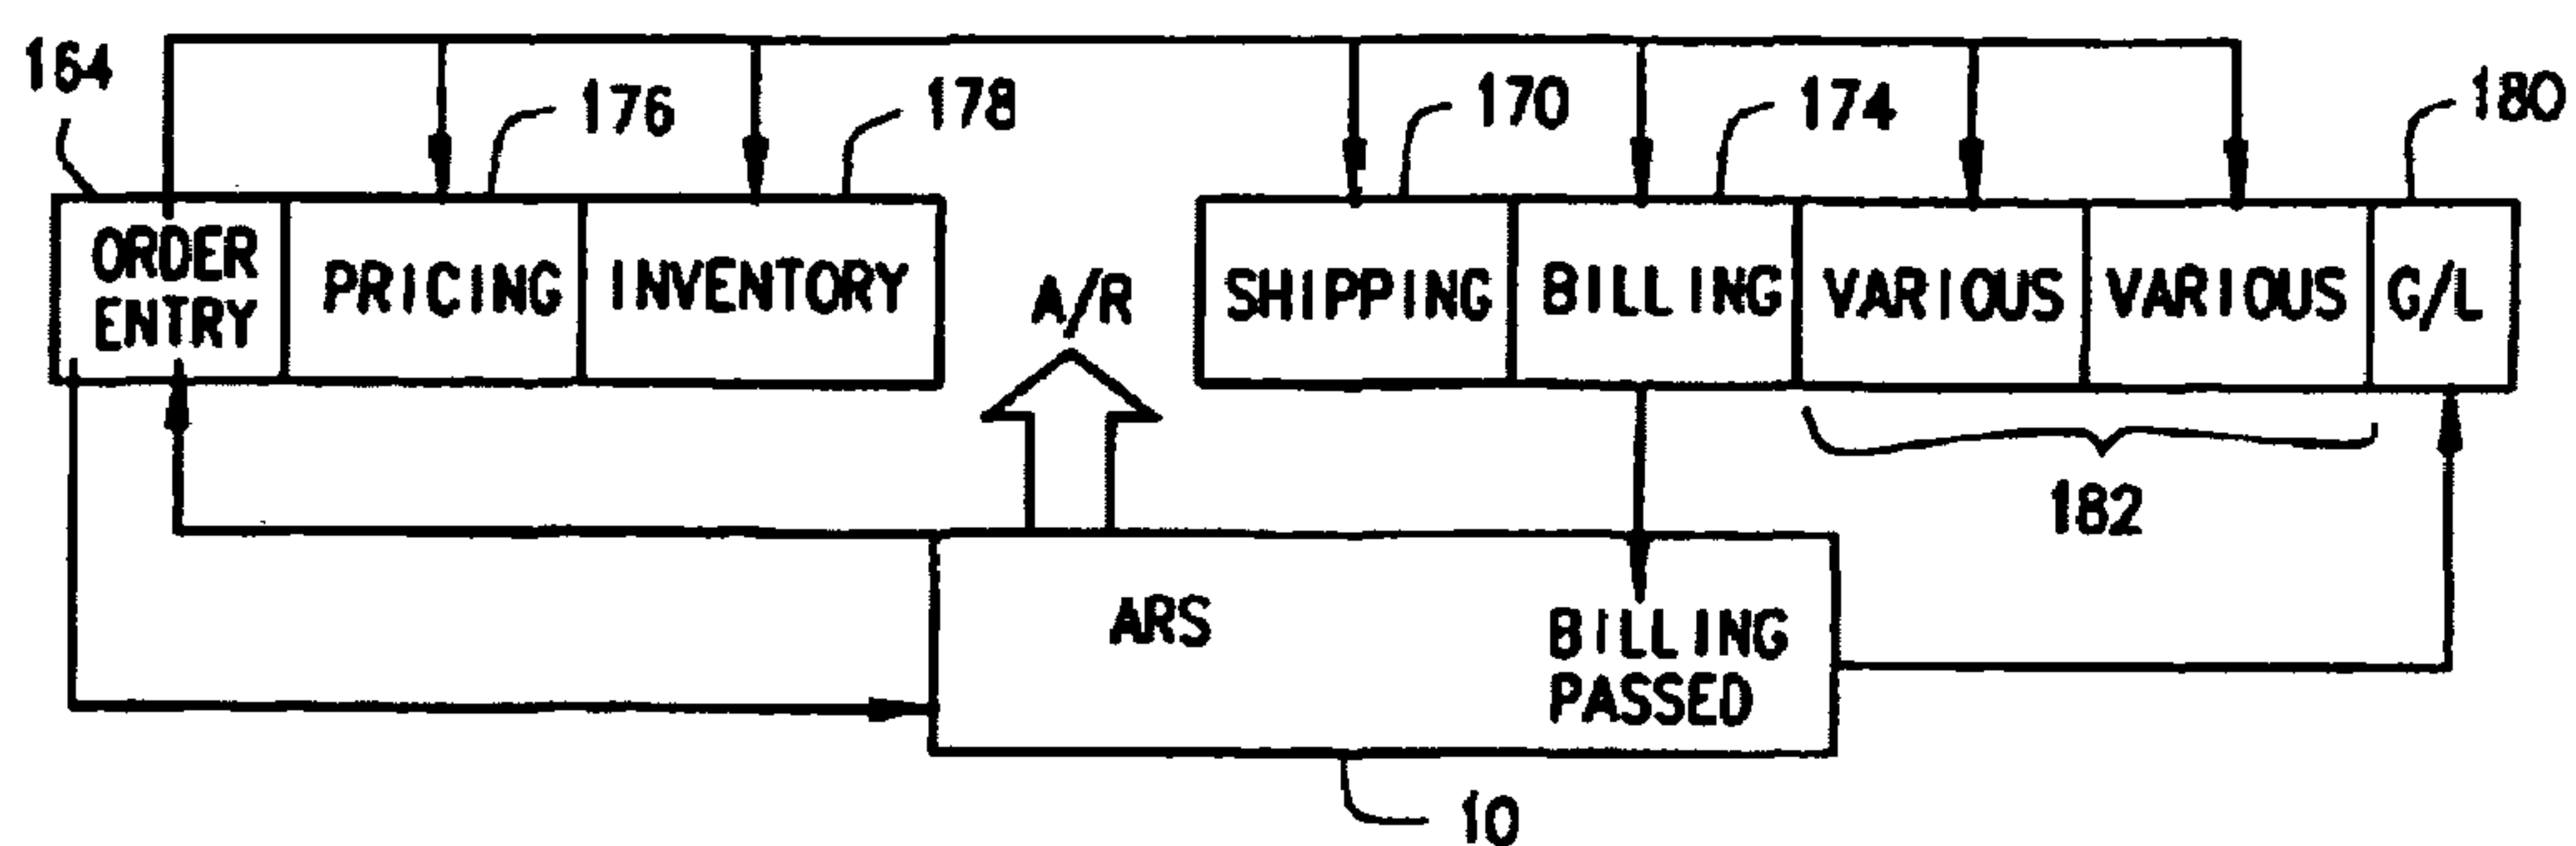 164
176
178
170
174
180
ORDER
ENTRY
PRICING
INVENTORY
A/R
SHIPPING
BILLING
VARIOUS
VARIOUS
G/L
182
ARS
BILLING
PASSED
10